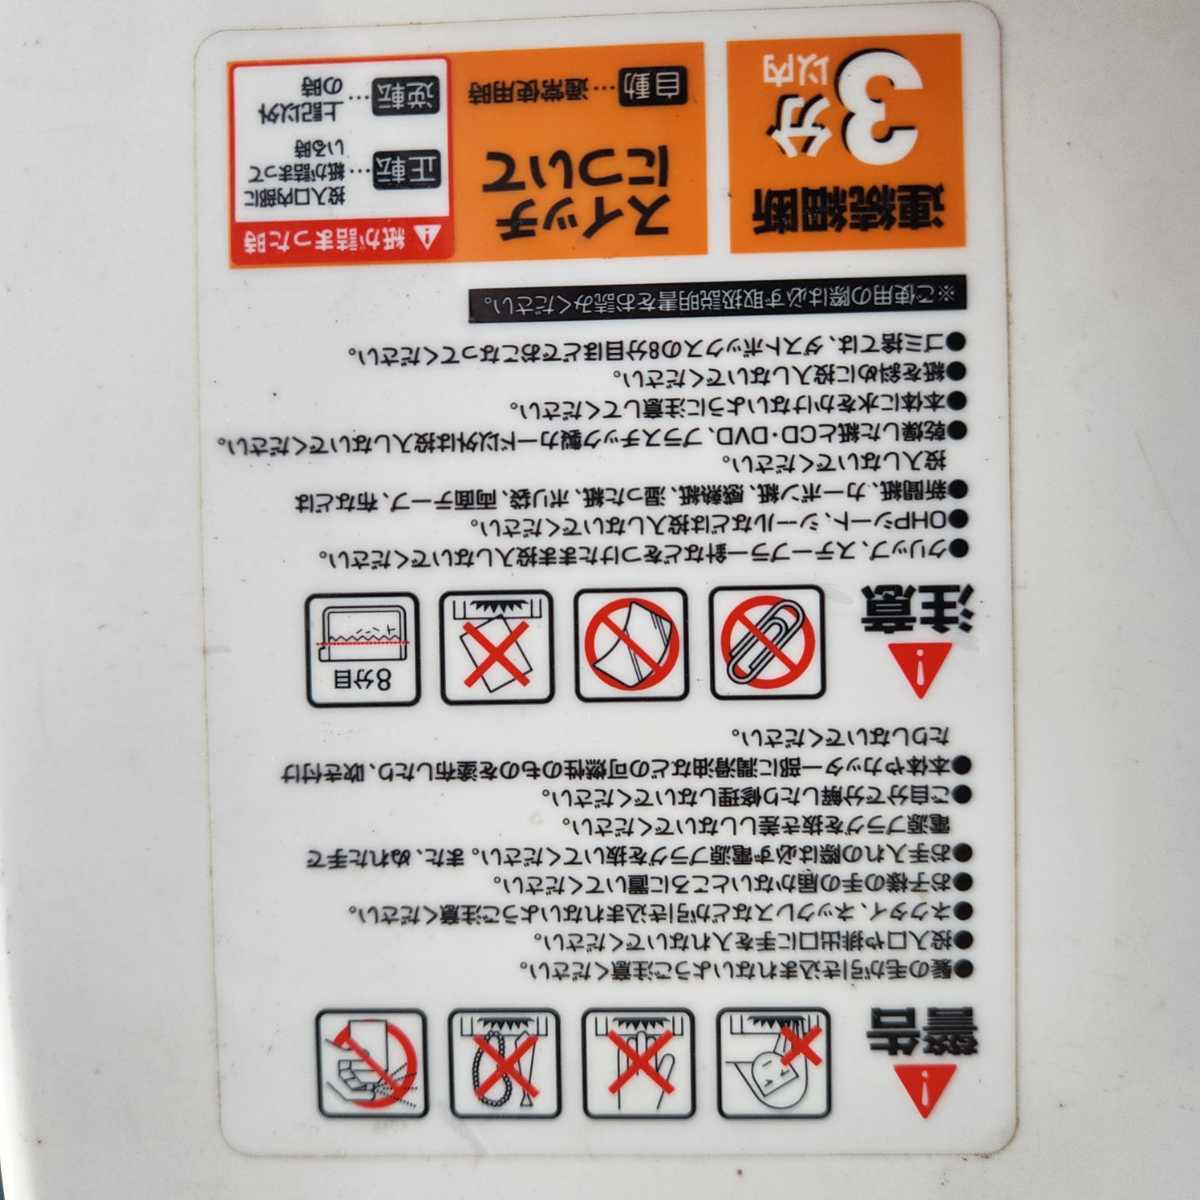 警告
●髪の毛が引き込まれないようご注意ください。
●投入口や排出口に手を入れないでください。
●ネクタイ、ネックレスなどが引き込まれないようご注意ください。
●お子様の手の届かないところに置いてください。
●お手入れの際は必ず電源プラグを抜いてください。また、ぬれた手で
電源プラグを抜き差ししないでください。
●ご自分で分解したり修理しないでください。
●本体やカッター部に潤滑油などの可燃性のものを塗布したり、吹き付け
たりしないでください。
注意
8分目
●クリップ、ステープラー針などをつけたまま投入しないでください。
●OHPシート、シールなどは投入しないでください。
●新聞紙、カーボン紙、感熱紙、湿った紙、ポリ袋、両面テープ、布などは
投入しないでください。
●乾燥した紙とCD・DVD、プラスチック製カード以外は投入しないでください。
●本体に水をかけないように注意してください。
●紙を斜めに投入しないでください。
●ゴミ捨ては、ダストボックスの8分目ほどでおこなってください。
※ご使用の際は必ず取扱説明書をお読みください。
連続細断
3分以内
スイッチ
について
自動…通常使用時
紙が詰まった時
正転…投入口内部に
紙が詰まって
いる時
逆転…上記以外
の時